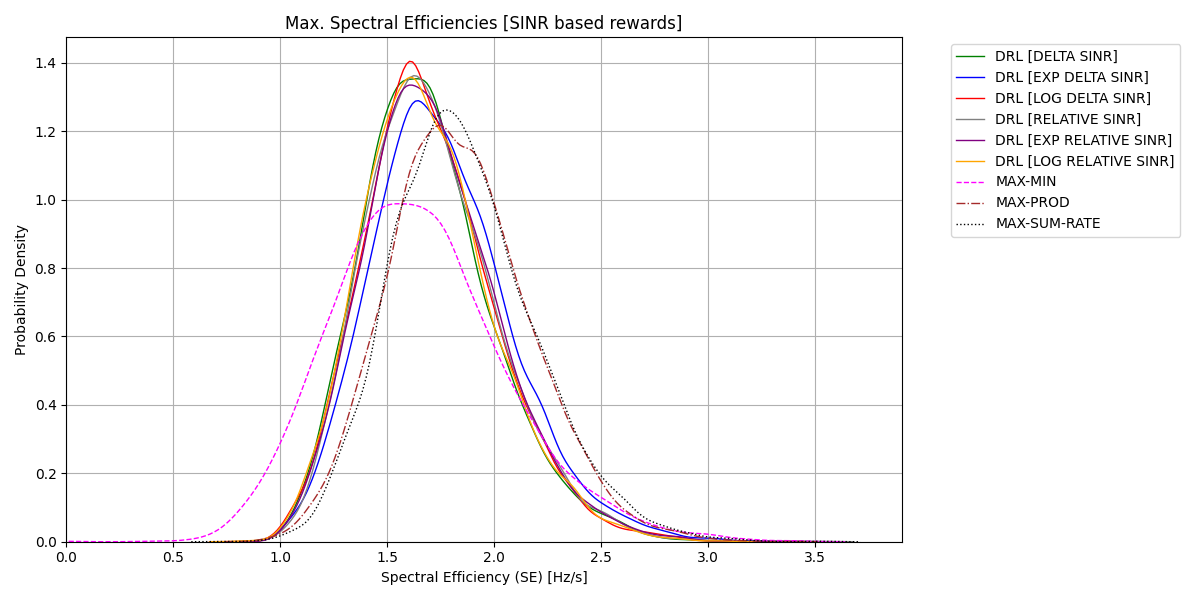 Max. Spectral Efficiencies [SINR based rewards]
Probability Density
1.4
1.2
1.0
0.8
0.6
0.4
0.2
0.0
0.0 0.5 1.0 1.5 2.0 2.5 3.0 3.5
Spectral Efficiency (SE) [Hz/s]
DRL [DELTA SINR]
DRL [EXP DELTA SINR]
DRL [LOG DELTA SINR]
DRL [RELATIVE SINR]
DRL [EXP RELATIVE SINR]
DRL [LOG RELATIVE SINR]
MAX-MIN
MAX-PROD
MAX-SUM-RATE